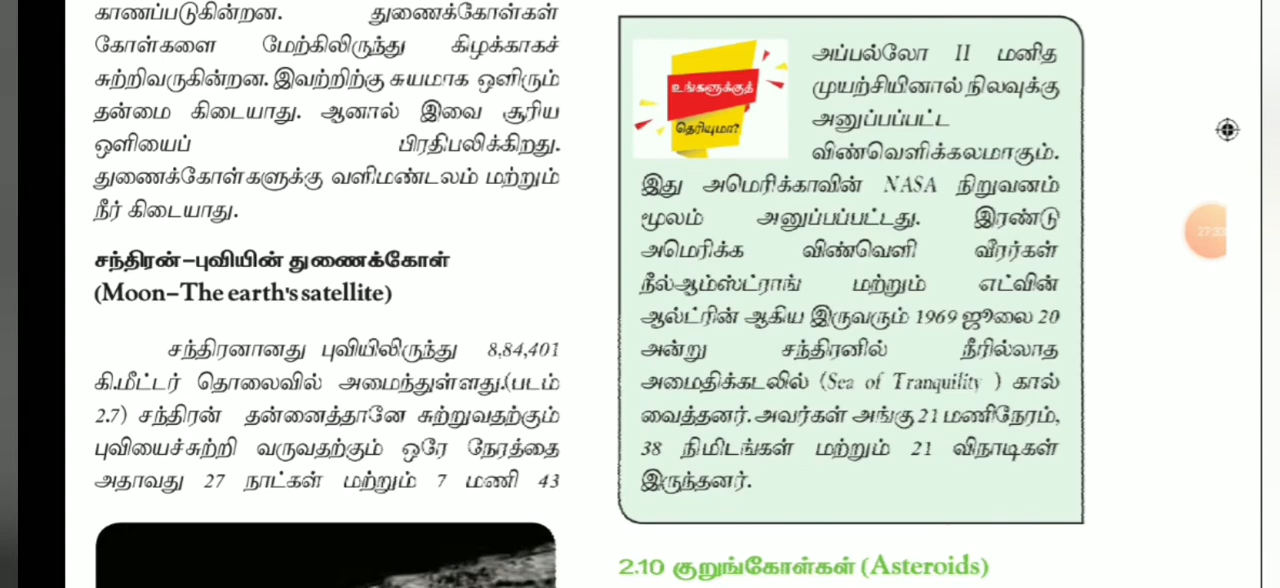 காணப்படுகின்றன. துணைக்கோள்கள்
கோள்களை மேற்கிலிருந்து கிழக்காகச்
சுற்றிவருகின்றன. இவற்றிற்கு சுயமாக ஒளிரும்
தன்மை கிடையாது. ஆனால் இவை சூரிய
ஒளியைப் பிரதிபலிக்கிறது.
துணைக்கோள்களுக்கு வளிமண்டலம் மற்றும்
நீர் கிடையாது.
சந்திரன்–புவியின் துணைக்கோள்
(Moon–The earth's satellite)
சந்திரனானது புவியிலிருந்து 8,84,401
கி.மீட்டர் தொலைவில் அமைந்துள்ளது.(படம்
2.7) சந்திரன் தன்னைத்தானே சுற்றுவதற்கும்
புவியைச்சுற்றி வருவதற்கும் ஒரே நேரத்தை
அதாவது 27 நாட்கள் மற்றும் 7 மணி 43
உங்களுக்குத்
தெரியுமா?
அப்பல்லோ II மனித
முயற்சியினால் நிலவுக்கு
அனுப்பப்பட்ட
விண்வெளிக்கலமாகும்.
இது அமெரிக்காவின் NASA நிறுவனம்
மூலம் அனுப்பப்பட்டது. இரண்டு
அமெரிக்க விண்வெளி வீரர்கள்
நீல்ஆம்ஸ்ட்ராங் மற்றும் எட்வின்
ஆல்ட்ரின் ஆகிய இருவரும் 1969 ஜூலை 20
அன்று சந்திரனில் நீரில்லாத
அமைதிக்கடலில் (Sea of Tranquility ) கால்
வைத்தனர். அவர்கள் அங்கு 21 மணிநேரம்,
38 நிமிடங்கள் மற்றும் 21 விநாடிகள்
இருந்தனர்.
2.10 குறுங்கோள்கள் (Asteroids)
27:33